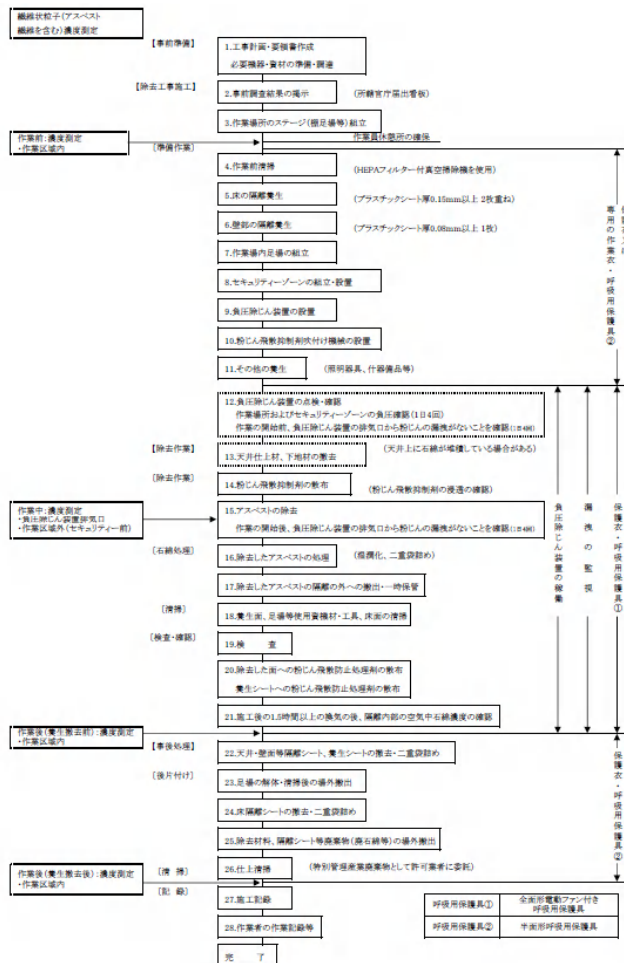 繊維状粒子(アスベスト
繊維を含む)濃度測定
【事前準備】
1.工事計画・要領書作成
必要機器・資材の準備・調達
【除去工事施工】
2.事前調査結果の掲示
(所轄官庁届出看板)
3.作業場所のステージ(棚足場等)組立
作業員休憩所の確保
作業前:濃度測定
・作業区域内
〔準備作業〕
4.作業前清掃
(HEPAフィルター付真空掃除機を使用)
5.床の隔離養生
(プラスチックシート厚0.15mm以上 2枚重ね)
6.壁部の隔離養生
(プラスチックシート厚0.08mm以上 1枚)
7.作業場内足場の組立
8.セキュリティーゾーンの組立・設置
9.負圧除じん装置の設置
10.粉じん飛散抑制剤吹付け機械の設置
11.その他の養生
(照明器具、什器備品等)
専用の作業衣・呼吸用保護具②
12.負圧除じん装置の点検・確認
作業場所およびセキュリティーゾーンの負圧確認(1日4回)
作業の開始前、負圧除じん装置の排気口から粉じんの漏洩がないことを確認(1日4回)
【除去作業】
13.天井仕上材、下地材の撤去
(天井上に石綿が堆積している場合がある)
〔除去作業〕
14.粉じん飛散抑制剤の散布
(粉じん飛散抑制剤の浸透の確認)
作業中:濃度測定
・負圧除じん装置排気口
・作業区域外(セキュリティー前)
15.アスベストの除去
作業の開始後、負圧除じん装置の排気口から粉じんの漏洩がないことを確認(1日4回)
〔石綿処理〕
16.除去したアスベストの処理
(湿潤化、二重袋詰め)
17.除去したアスベストの隔離の外への搬出・一時保管
〔清掃〕
18.養生面、足場等使用資機材・工具、床面の清掃
〔検査・確認〕
19.検 査
20.除去した面への粉じん飛散防止処理剤の散布
養生シートへの粉じん飛散防止処理剤の散布
21.施工後の1.5時間以上の換気の後、隔離内部の空気中石綿濃度の確認
負圧除じん装置の稼働
漏洩の監視
保護衣・呼吸用保護具①
作業後(養生撤去前):濃度測定
・作業区域内
【事後処理】
22.天井・壁面等隔離シート、養生シートの撤去・二重袋詰め
〔後片付け〕
23.足場の解体・清掃後の場外搬出
24.床隔離シートの撤去・二重袋詰め
25.除去材料、隔離シート等廃棄物(廃石綿等)の場外搬出
保護衣・呼吸用保護具②
作業後(養生撤去後):濃度測定
・作業区域内
〔清 掃〕
26.仕上清掃
(特別管理産業廃棄物として許可業者に委託)
〔記 録〕
27.施工記録
28.作業者の作業記録等
完 了
呼吸用保護具①
全面形電動ファン付き
呼吸用保護具
呼吸用保護具②
半面形呼吸用保護具